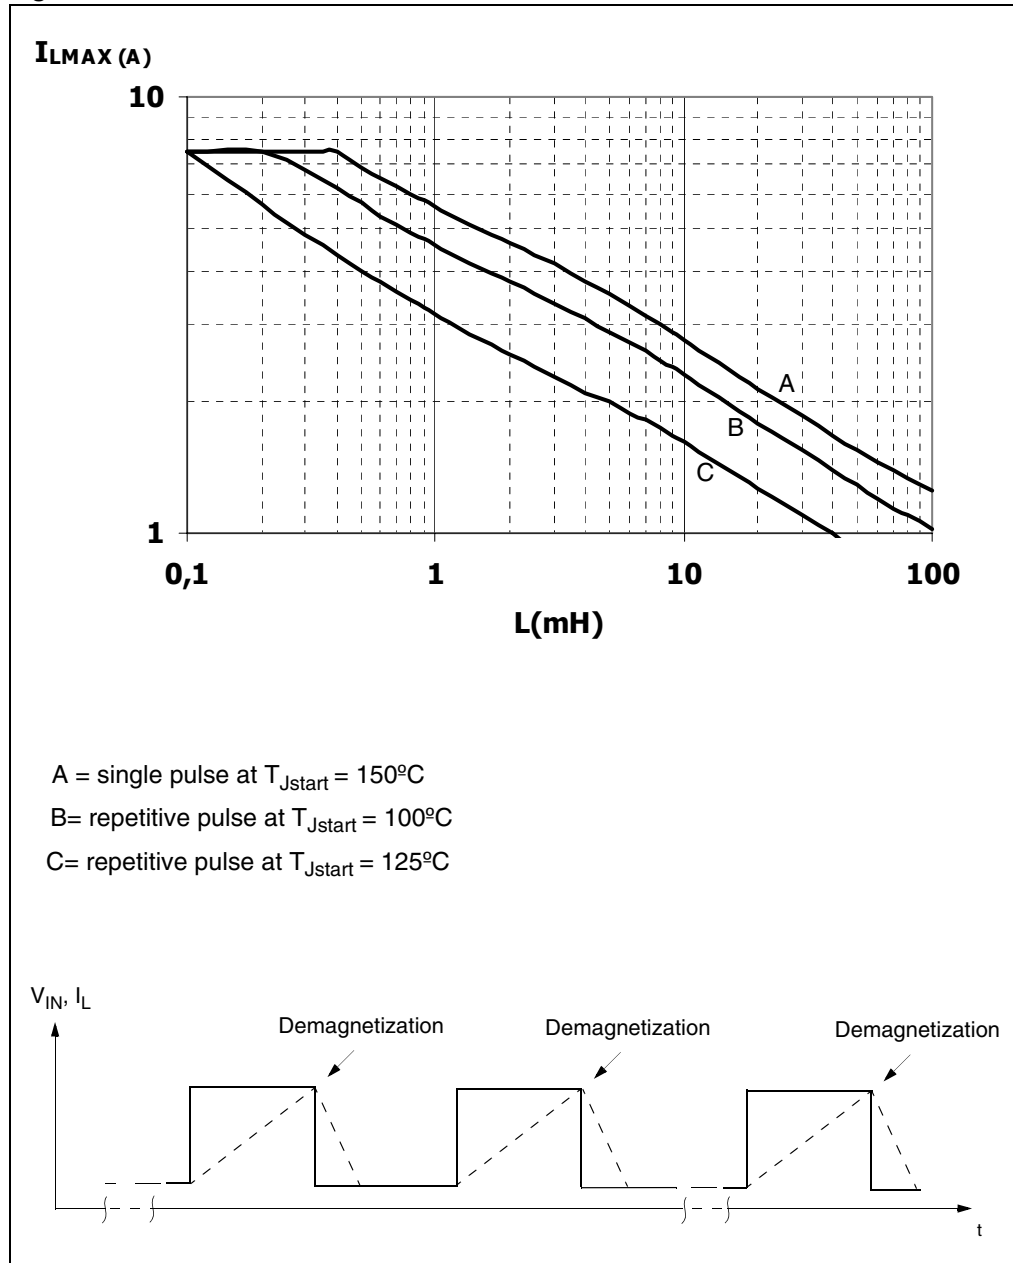 I LMAX (A)
10
1
0,1 1 10 100
L(mH)
A
B
C
A = single pulse at TJstart = 150ºC
B= repetitive pulse at TJstart = 100ºC
C= repetitive pulse at TJstart = 125ºC
VIN, IL
Demagnetization Demagnetization Demagnetization
t